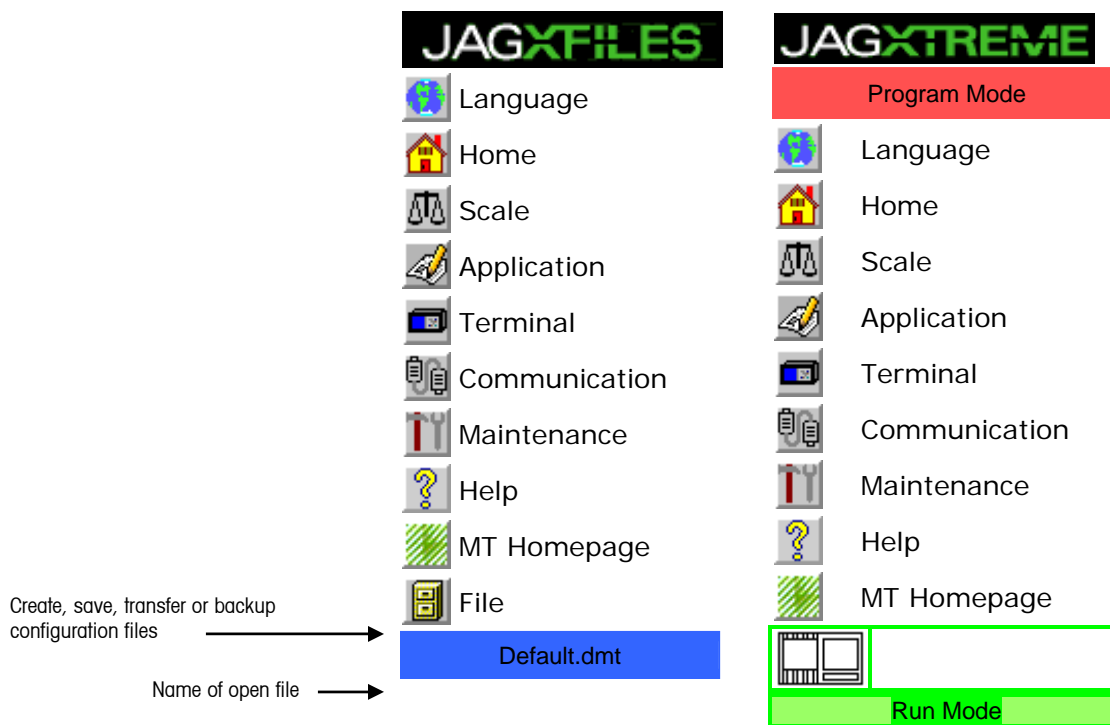 JAGXFILES
Language
Home
Scale
Application
Terminal
Communication
Maintenance
Help
MT Homepage
File
Default.dmt
Create, save, transfer or backup
configuration files
Name of open file
JAGXTREME
Program Mode
Language
Home
Scale
Application
Terminal
Communication
Maintenance
Help
MT Homepage
Run Mode